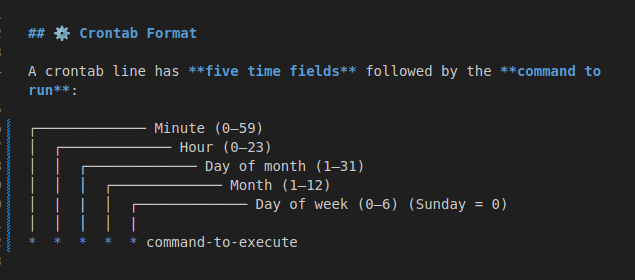 ## ⚙️ Crontab Format
A crontab line has **five time fields** followed by the **command to
run**:
┌───────────── Minute (0–59)
│ ┌───────────── Hour (0–23)
│ │ ┌───────────── Day of month (1–31)
│ │ │ ┌───────────── Month (1–12)
│ │ │ │ ┌───────────── Day of week (0–6) (Sunday = 0)
│ │ │ │ │
* * * * * command-to-execute